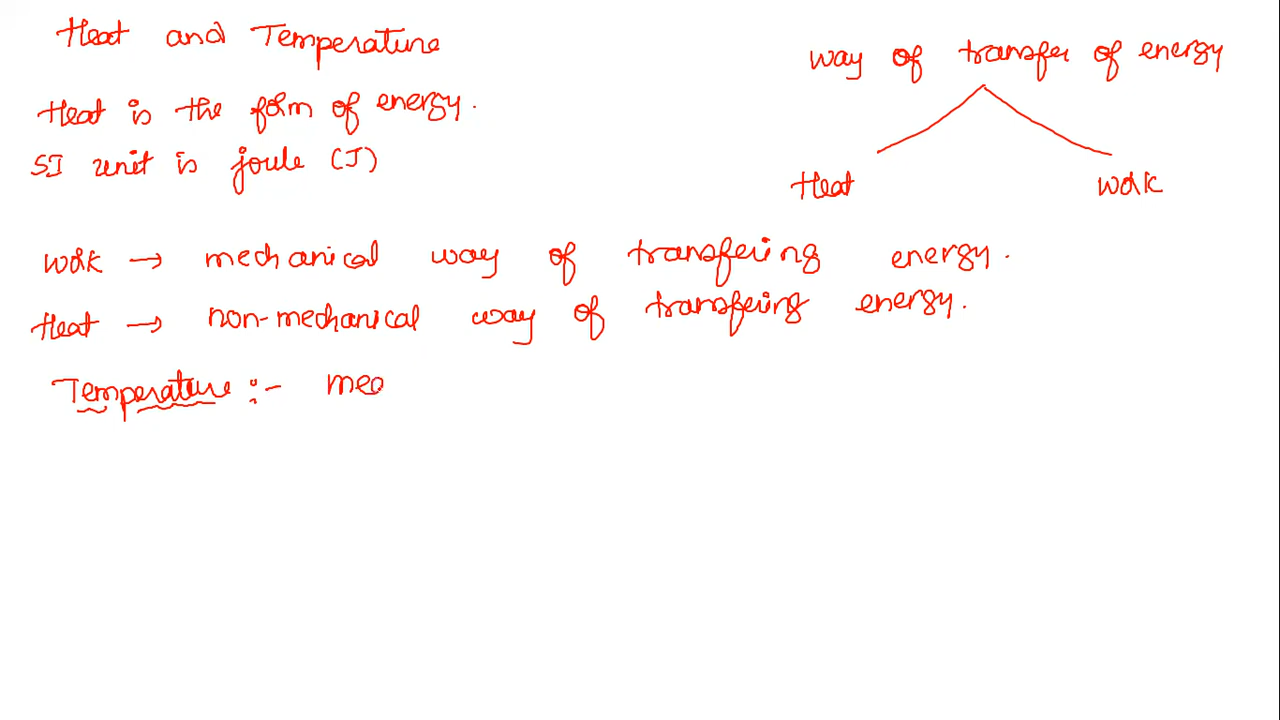 Heat and Temperature
Heat is the form of energy.
SI unit is joule (J)
way of transfer of energy
Heat
work
work → mechanical way of transfering energy.
Heat → non-mechanical way of transfering energy.
Temperature :- mea